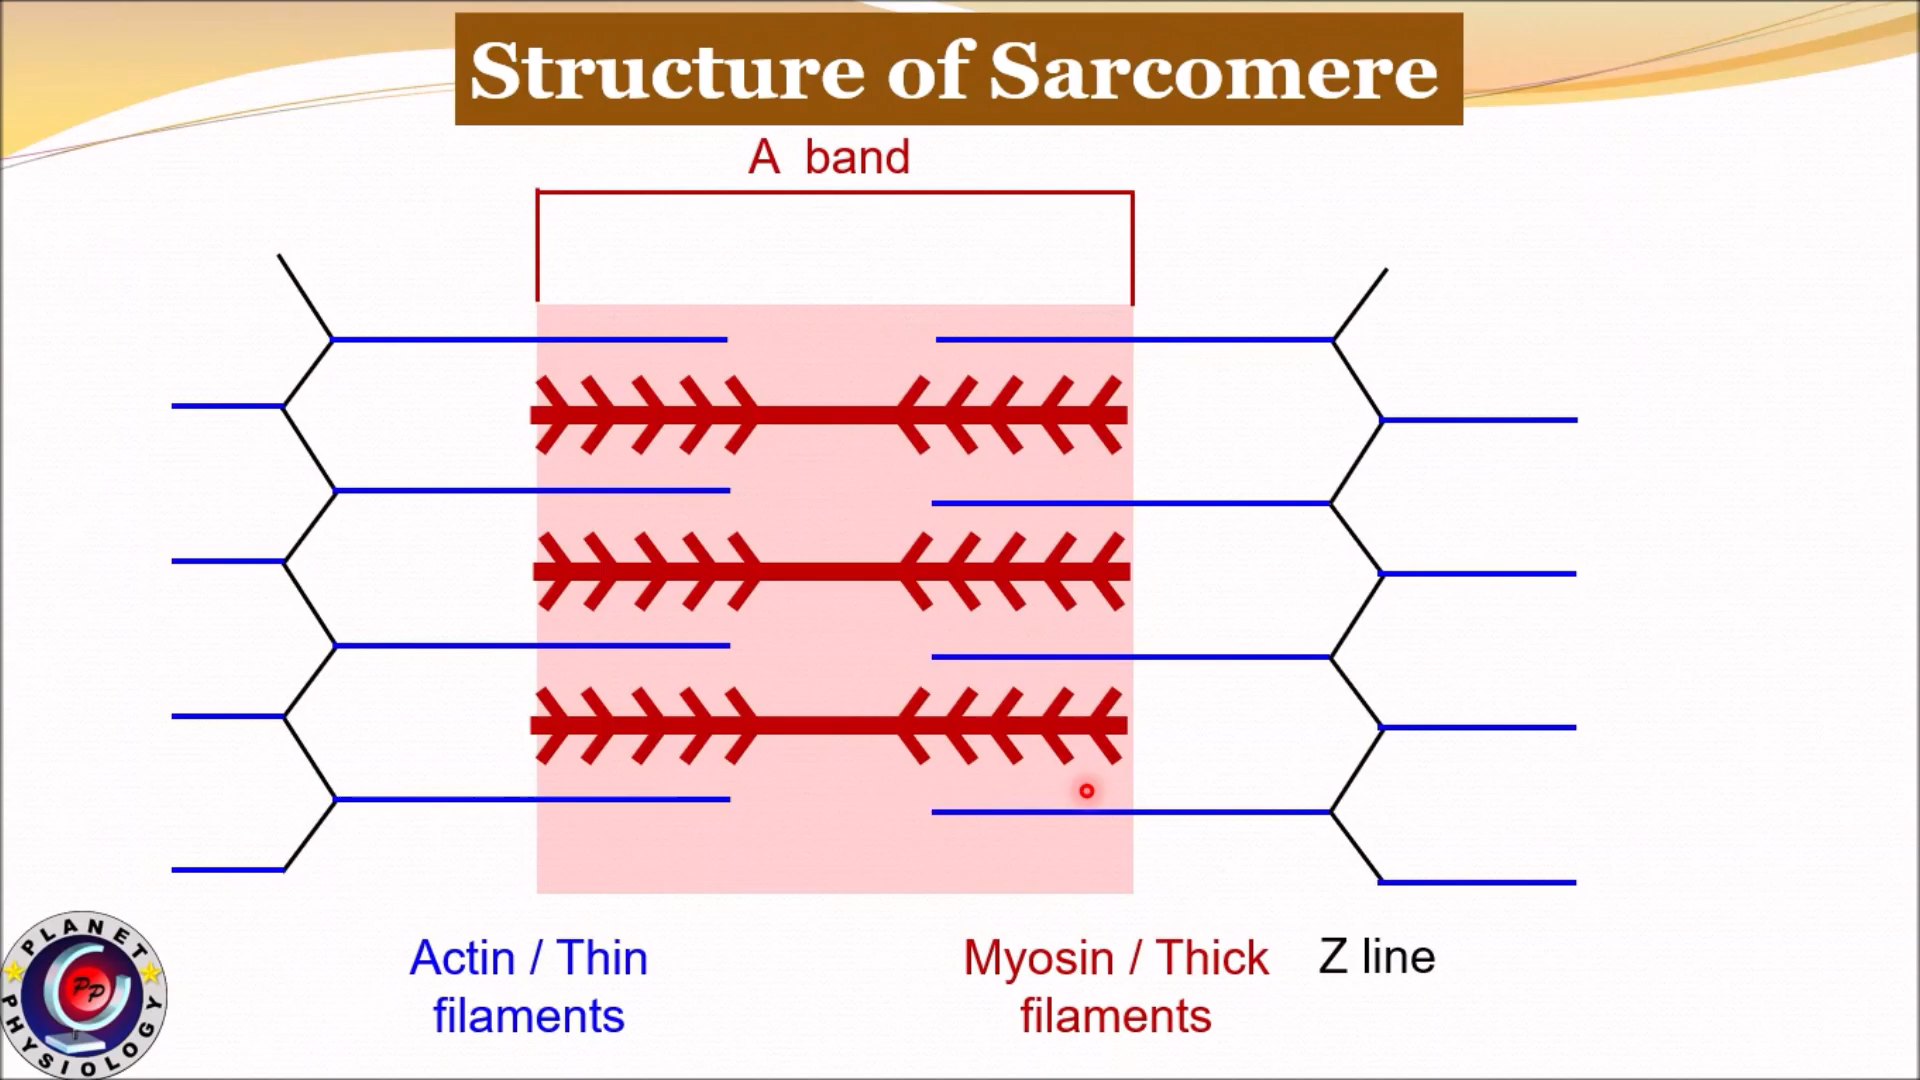 Structure of Sarcomere
A band
Actin / Thin
filaments
Myosin / Thick
filaments
Z line
PLANET
PP
PHYSIOLOGY